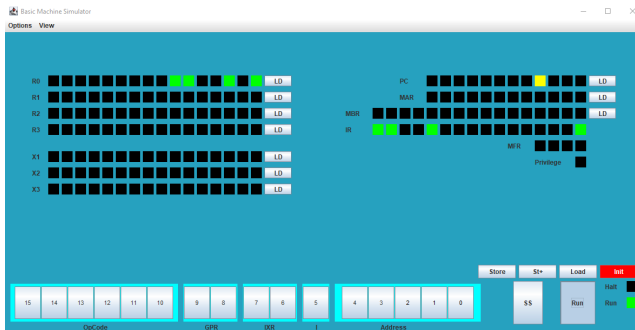 Basic Machine Simulator
Options View
R0 LD PC LD
R1 LD MAR LD
R2 LD MBR LD
R3 LD IR
MFR
X1 LD Privilege
X2 LD
X3 LD
Store St+ Load Init
Halt
15 14 13 12 11 10 9 8 7 6 5 4 3 2 1 0 SS Run Run
OpCode GPR IXR I Address